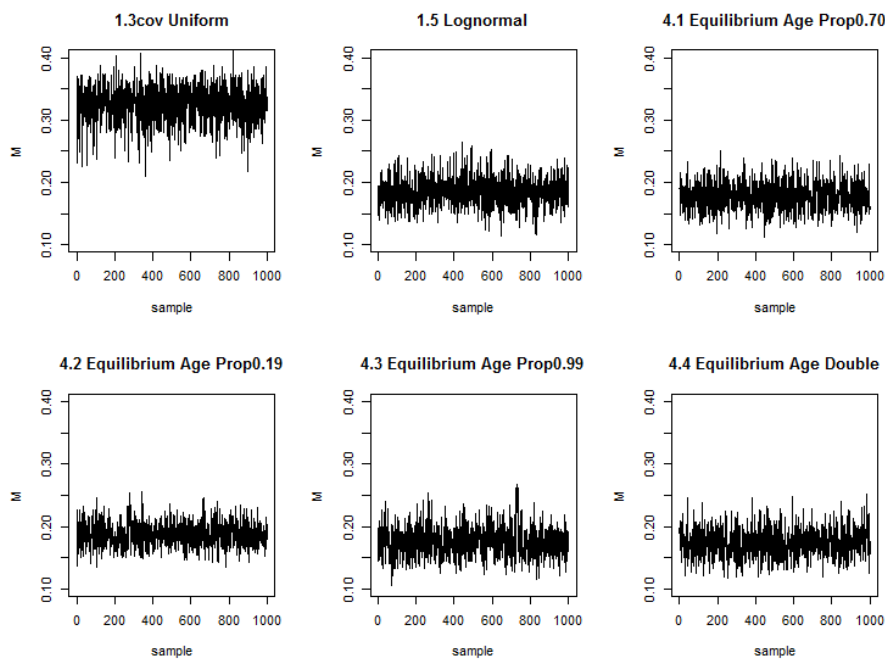 1.3cov Uniform
1.5 Lognormal
4.1 Equilibrium Age Prop0.70
M
0.10 0.20 0.30 0.40
0 200 400 600 800 1000
sample
M
0.10 0.20 0.30 0.40
0 200 400 600 800 1000
sample
M
0.10 0.20 0.30 0.40
0 200 400 600 800 1000
sample
4.2 Equilibrium Age Prop0.19
4.3 Equilibrium Age Prop0.99
4.4 Equilibrium Age Double
M
0.10 0.20 0.30 0.40
0 200 400 600 800 1000
sample
M
0.10 0.20 0.30 0.40
0 200 400 600 800 1000
sample
M
0.10 0.20 0.30 0.40
0 200 400 600 800 1000
sample